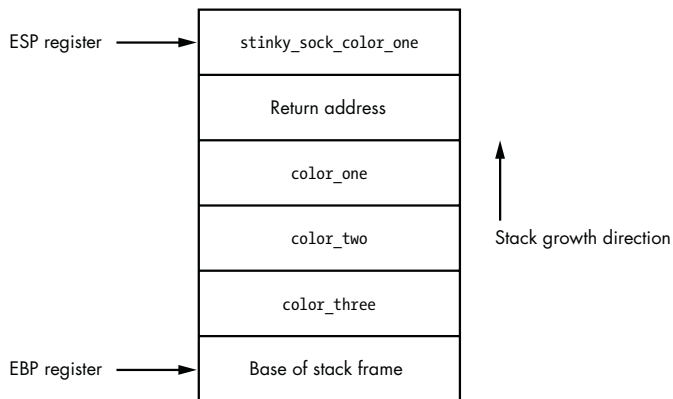 ESP register
stinky_sock_color_one
Return address
color_one
color_two
Stack growth direction
color_three
EBP register
Base of stack frame